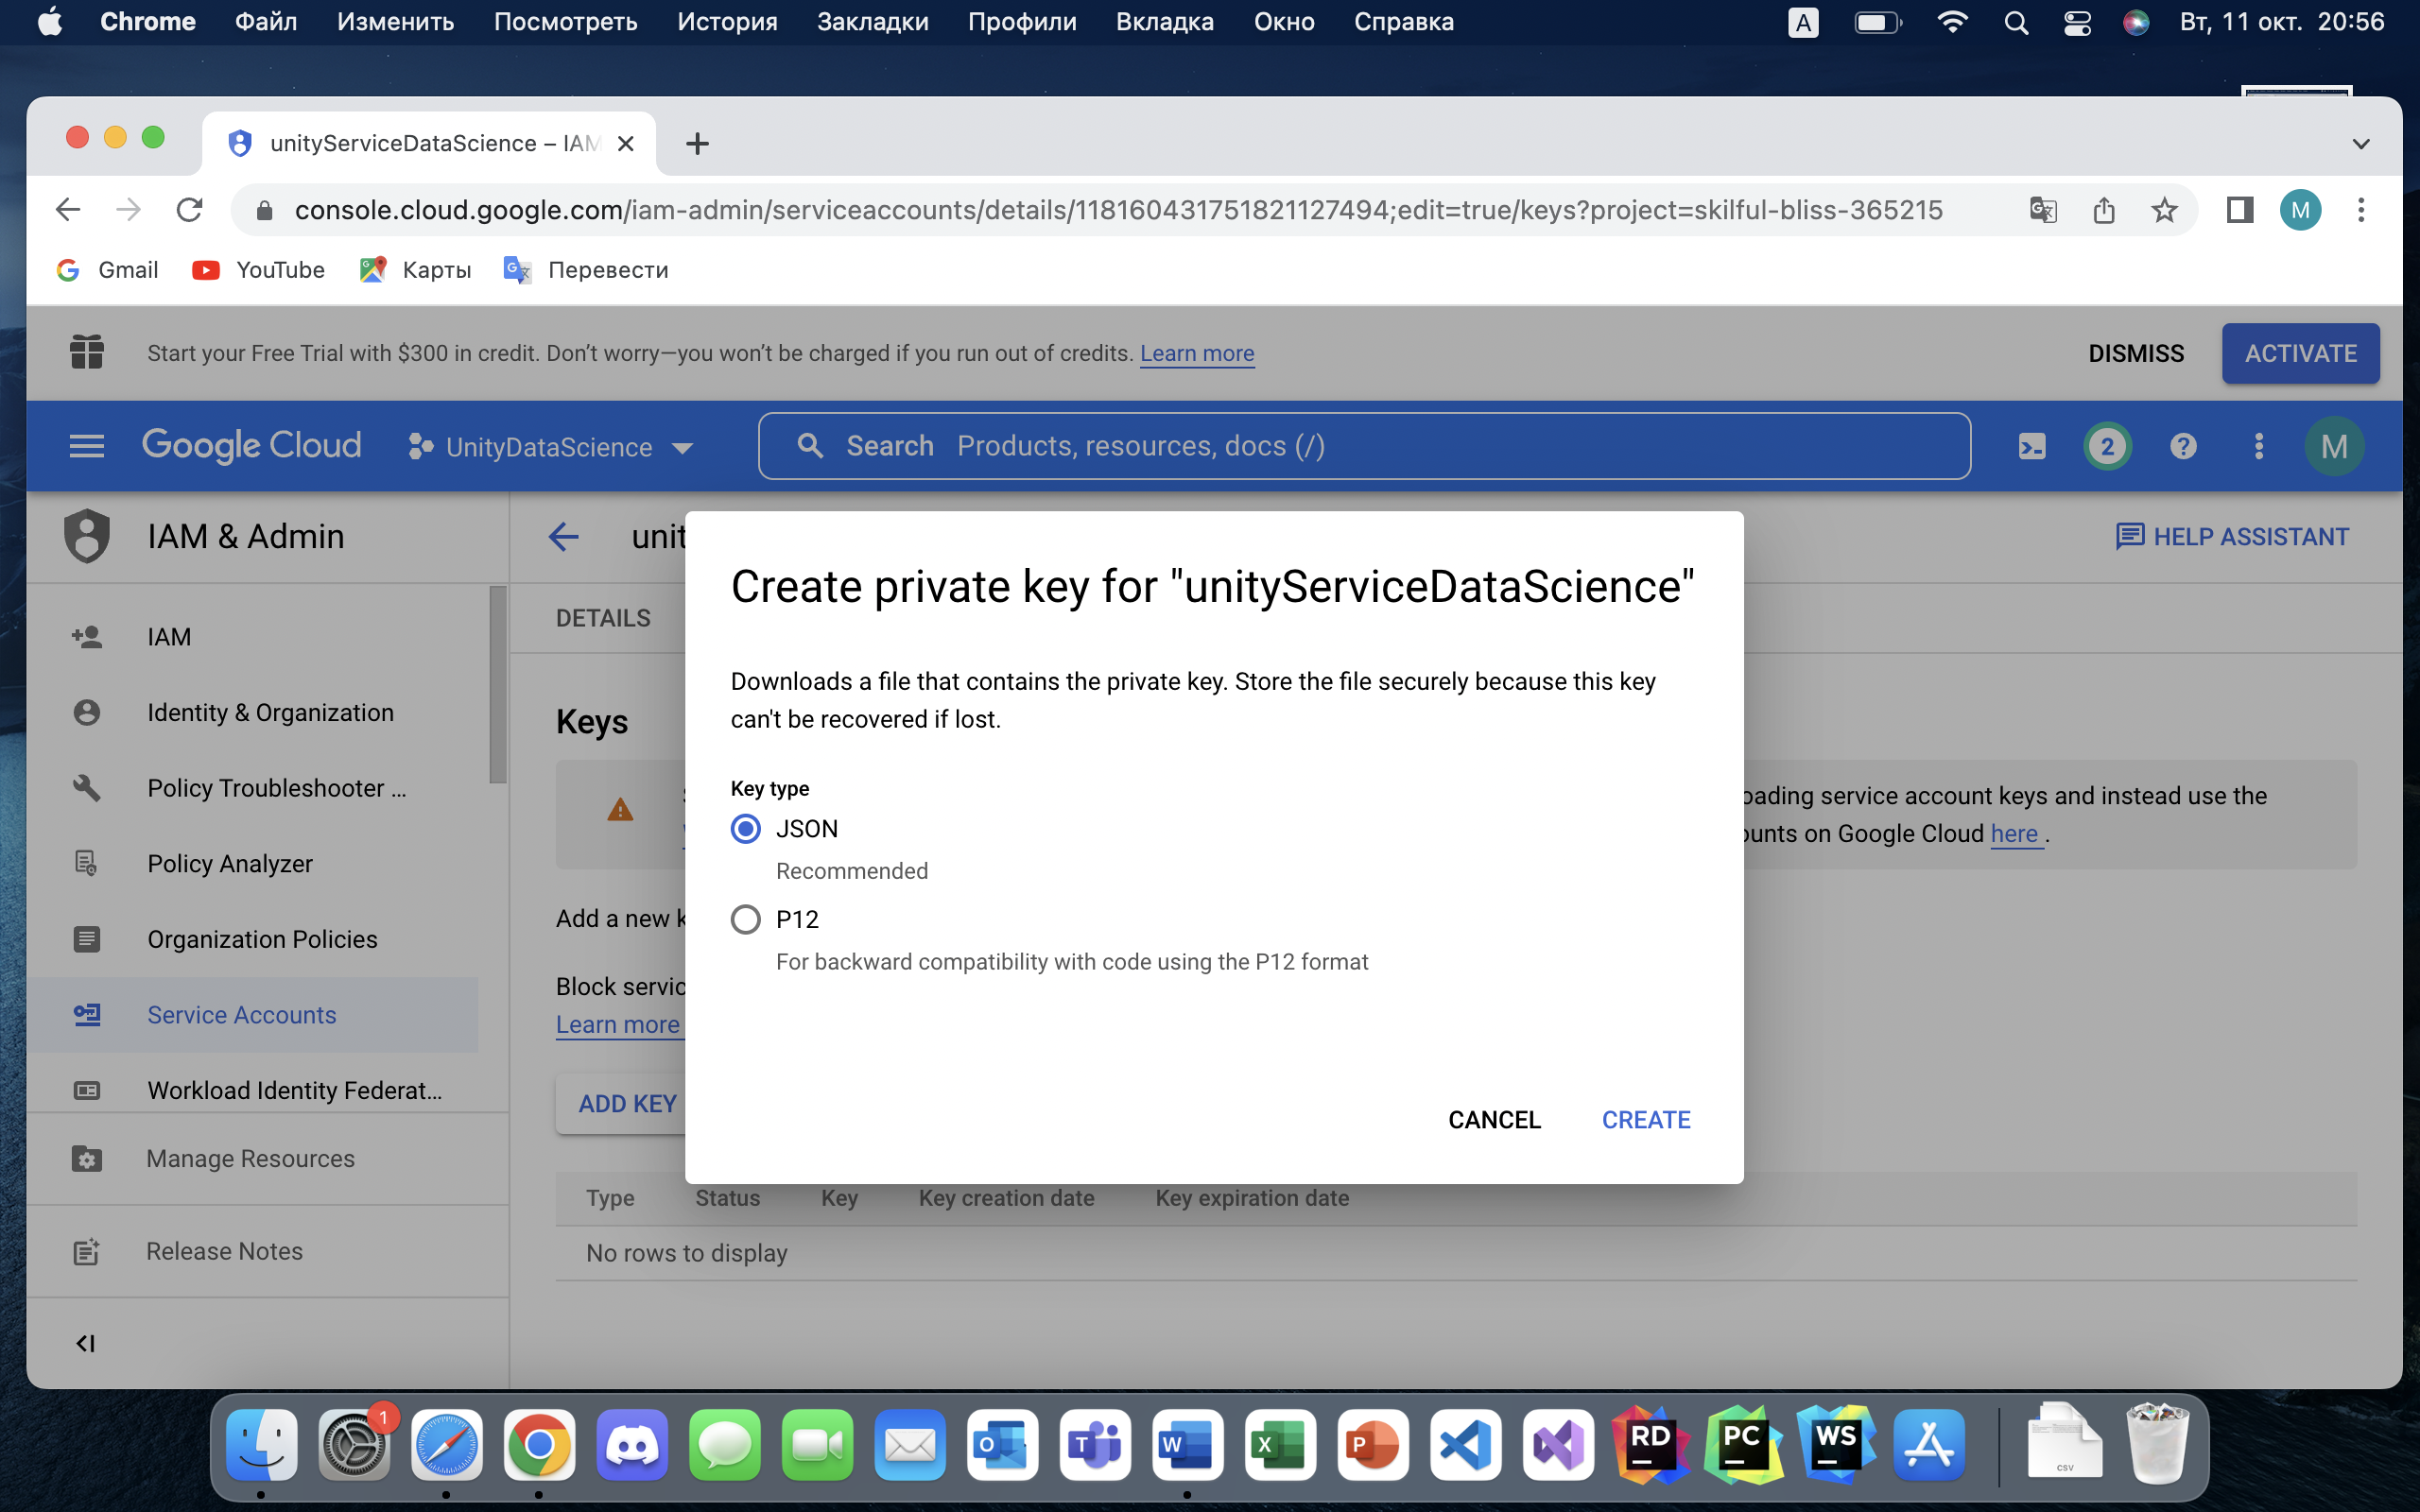 Chrome Файл Изменить Посмотреть История Закладки Профили Вкладка Окно Справка A Вт, 11 окт. 20:56
unityServiceDataScience – IAM
console.cloud.google.com/iam-admin/serviceaccounts/details/118160431751821127494;edit=true/keys?project=skilful-bliss-365215 M
Gmail YouTube Карты Перевести
Start your Free Trial with $300 in credit. Don't worry—you won't be charged if you run out of credits. Learn more DISMISS ACTIVATE
Google Cloud UnityDataScience Search Products, resources, docs (/) 2 M
IAM & Admin
unit
HELP ASSISTANT
IAM
Identity & Organization
Policy Troubleshooter ...
Policy Analyzer
Organization Policies
Service Accounts
Workload Identity Federat...
Manage Resources
Release Notes
DETAILS
Keys
oading service account keys and instead use the
ounts on Google Cloud here .
Add a new k
Block servic
Learn more
ADD KEY
Create private key for "unityServiceDataScience"
Downloads a file that contains the private key. Store the file securely because this key
can't be recovered if lost.
Key type
JSON
Recommended
P12
For backward compatibility with code using the P12 format
CANCEL CREATE
Type Status Key Key creation date Key expiration date
No rows to display
1
O T W X P RD PC WS
CSV